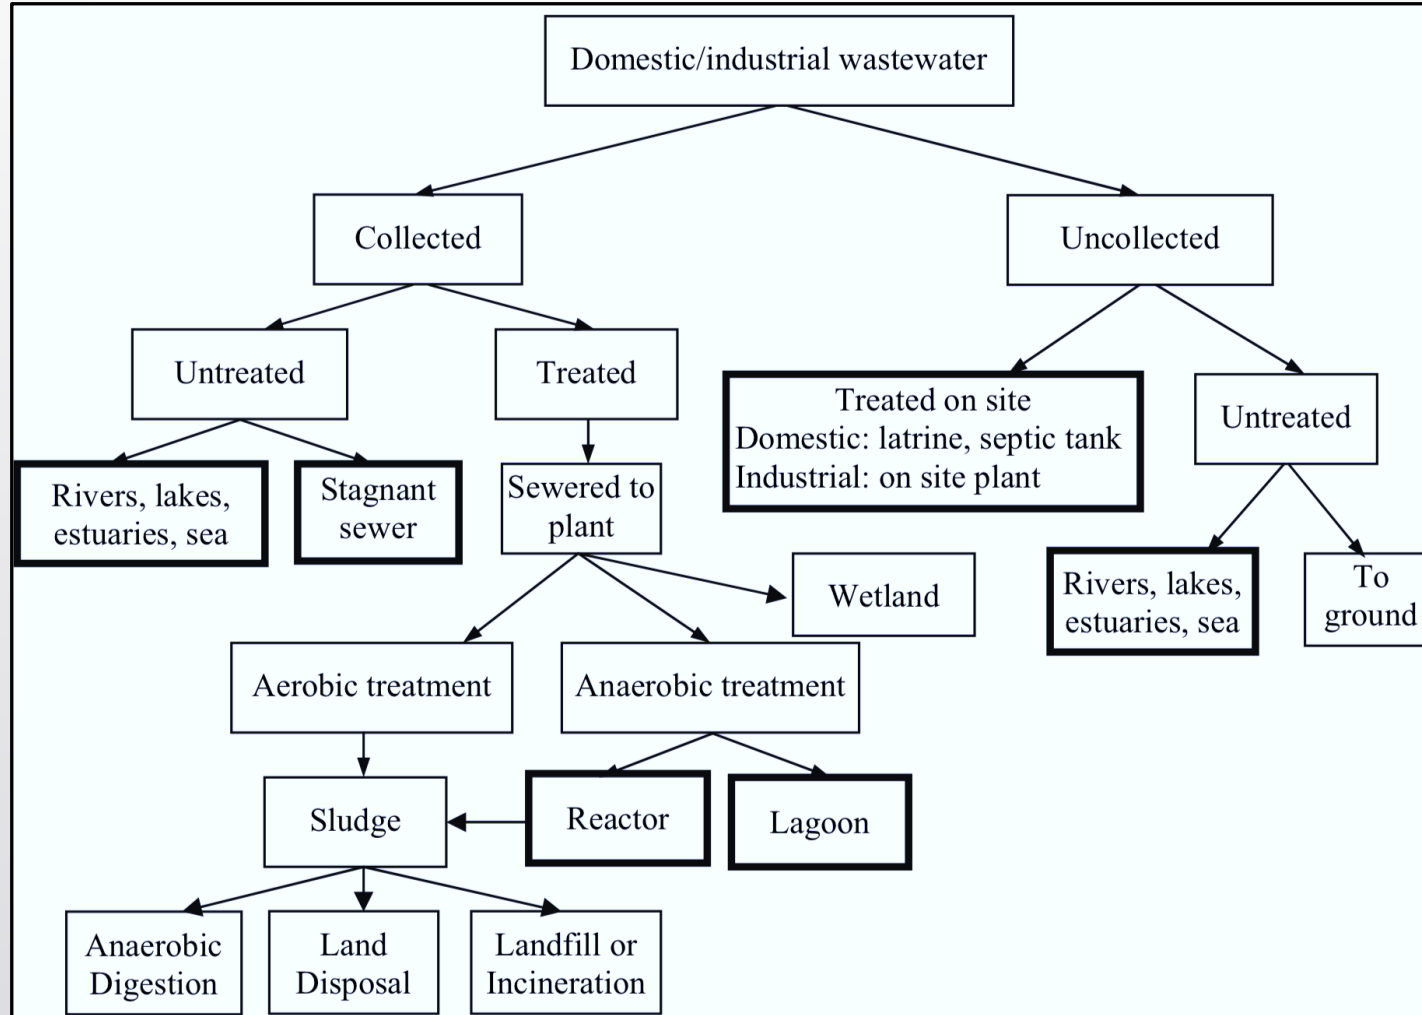 Domestic/industrial wastewater
Collected
Uncollected
Untreated
Treated
Treated on site
Domestic: latrine, septic tank
Industrial: on site plant
Untreated
Rivers, lakes,
estuaries, sea
Stagnant
sewer
Sewered to
plant
Wetland
Rivers, lakes,
estuaries, sea
To
ground
Aerobic treatment
Anaerobic treatment
Sludge
Reactor
Lagoon
Anaerobic
Digestion
Land
Disposal
Landfill or
Incineration